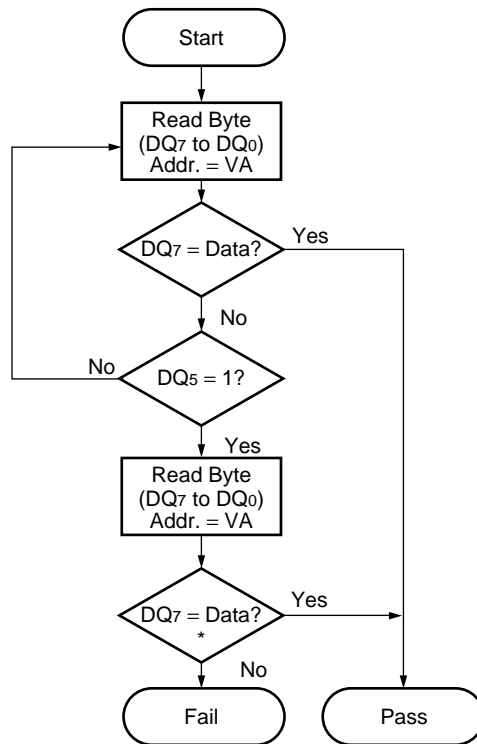 Start
Read Byte
(DQ7 to DQ0)
Addr. = VA
DQ7 = Data?
Yes
No
No
DQ5 = 1?
Yes
Read Byte
(DQ7 to DQ0)
Addr. = VA
DQ7 = Data?
*
Yes
No
Fail
Pass